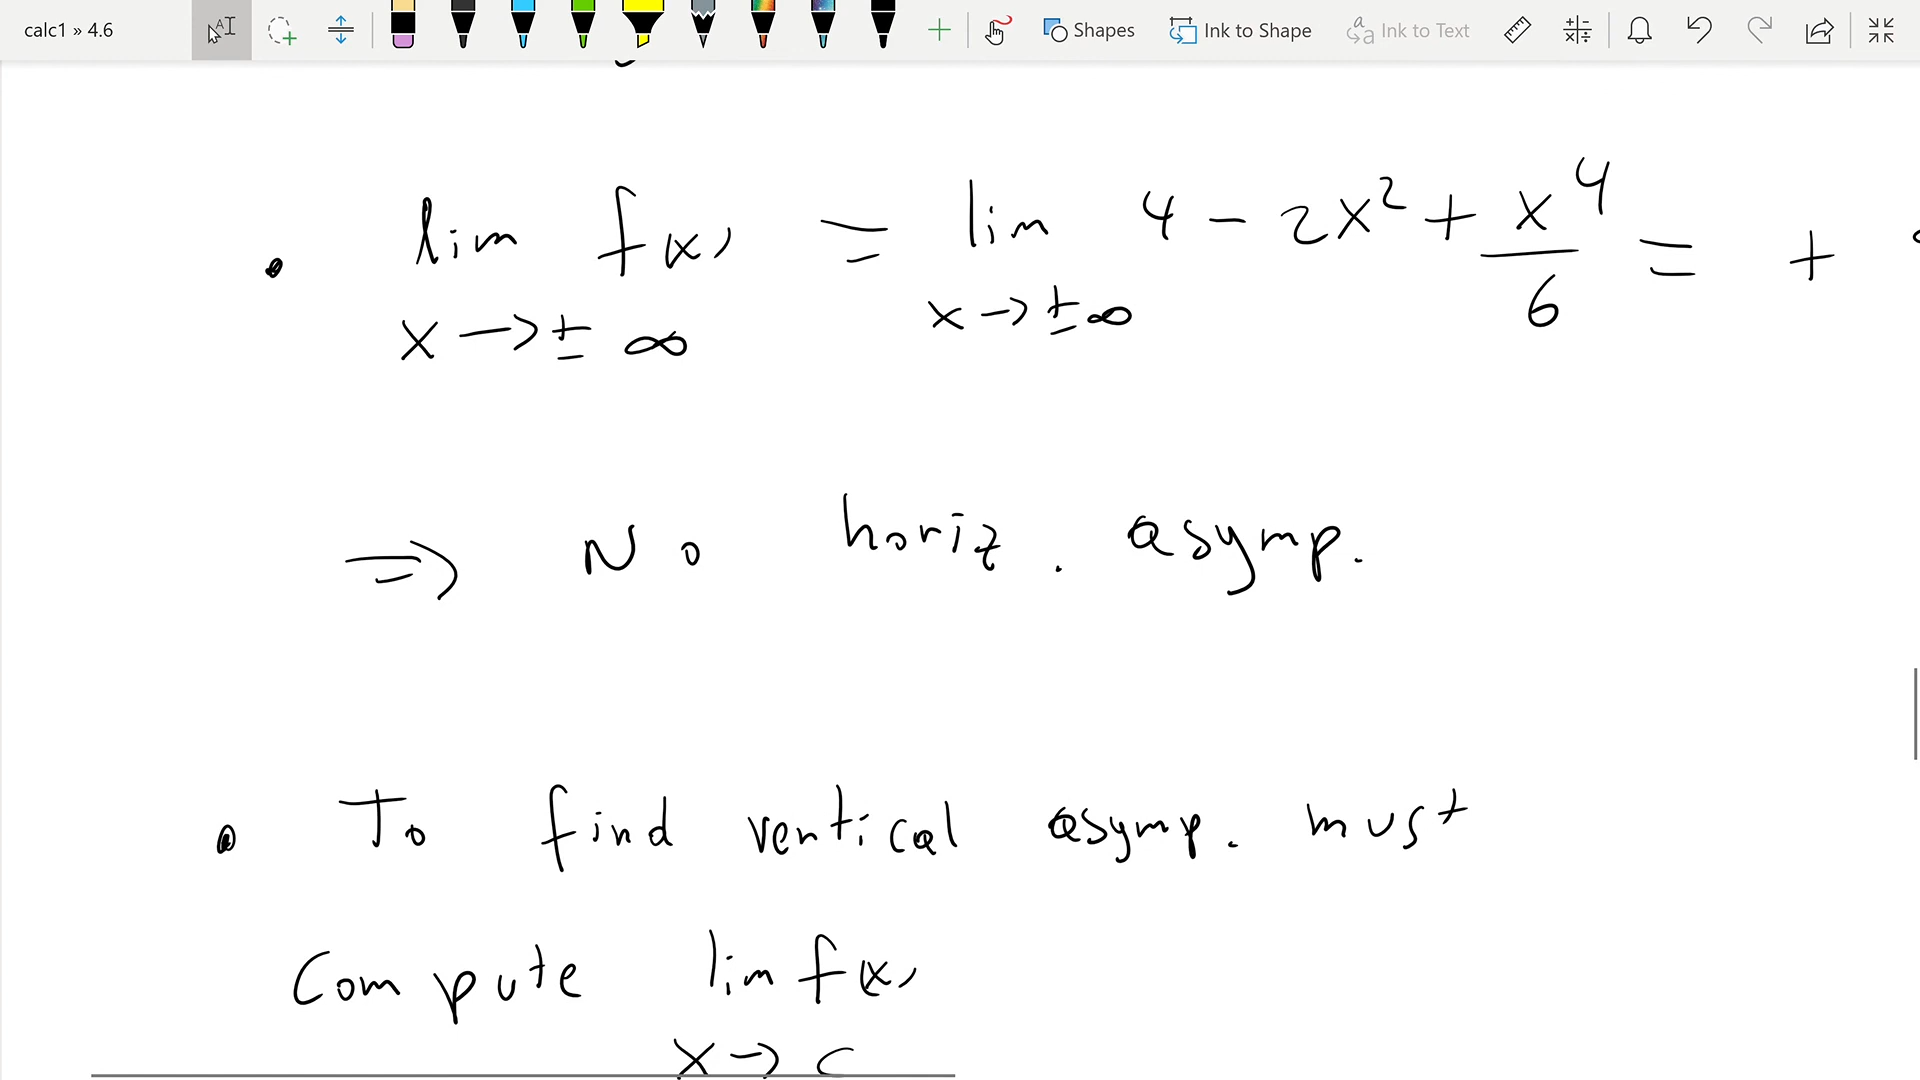 calc1 » 4.6 Shapes Ink to Shape Ink to Text
• lim f(x) = lim 4 - 2x² + x⁴/6 = +
x → ± ∞ x → ± ∞
⇒ No horiz. asymp.
• To find vertical asymp. must
Compute lim f(x)
x → c